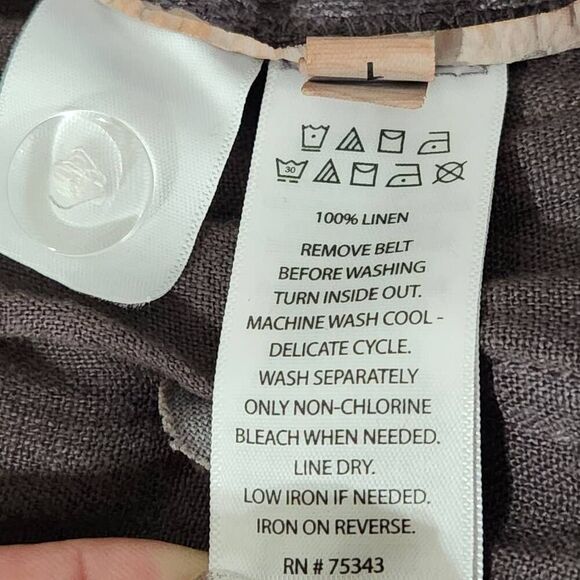 L
30
100% LINEN
REMOVE BELT
BEFORE WASHING
TURN INSIDE OUT.
MACHINE WASH COOL -
DELICATE CYCLE.
WASH SEPARATELY
ONLY NON-CHLORINE
BLEACH WHEN NEEDED.
LINE DRY.
LOW IRON IF NEEDED.
IRON ON REVERSE.
RN # 75343